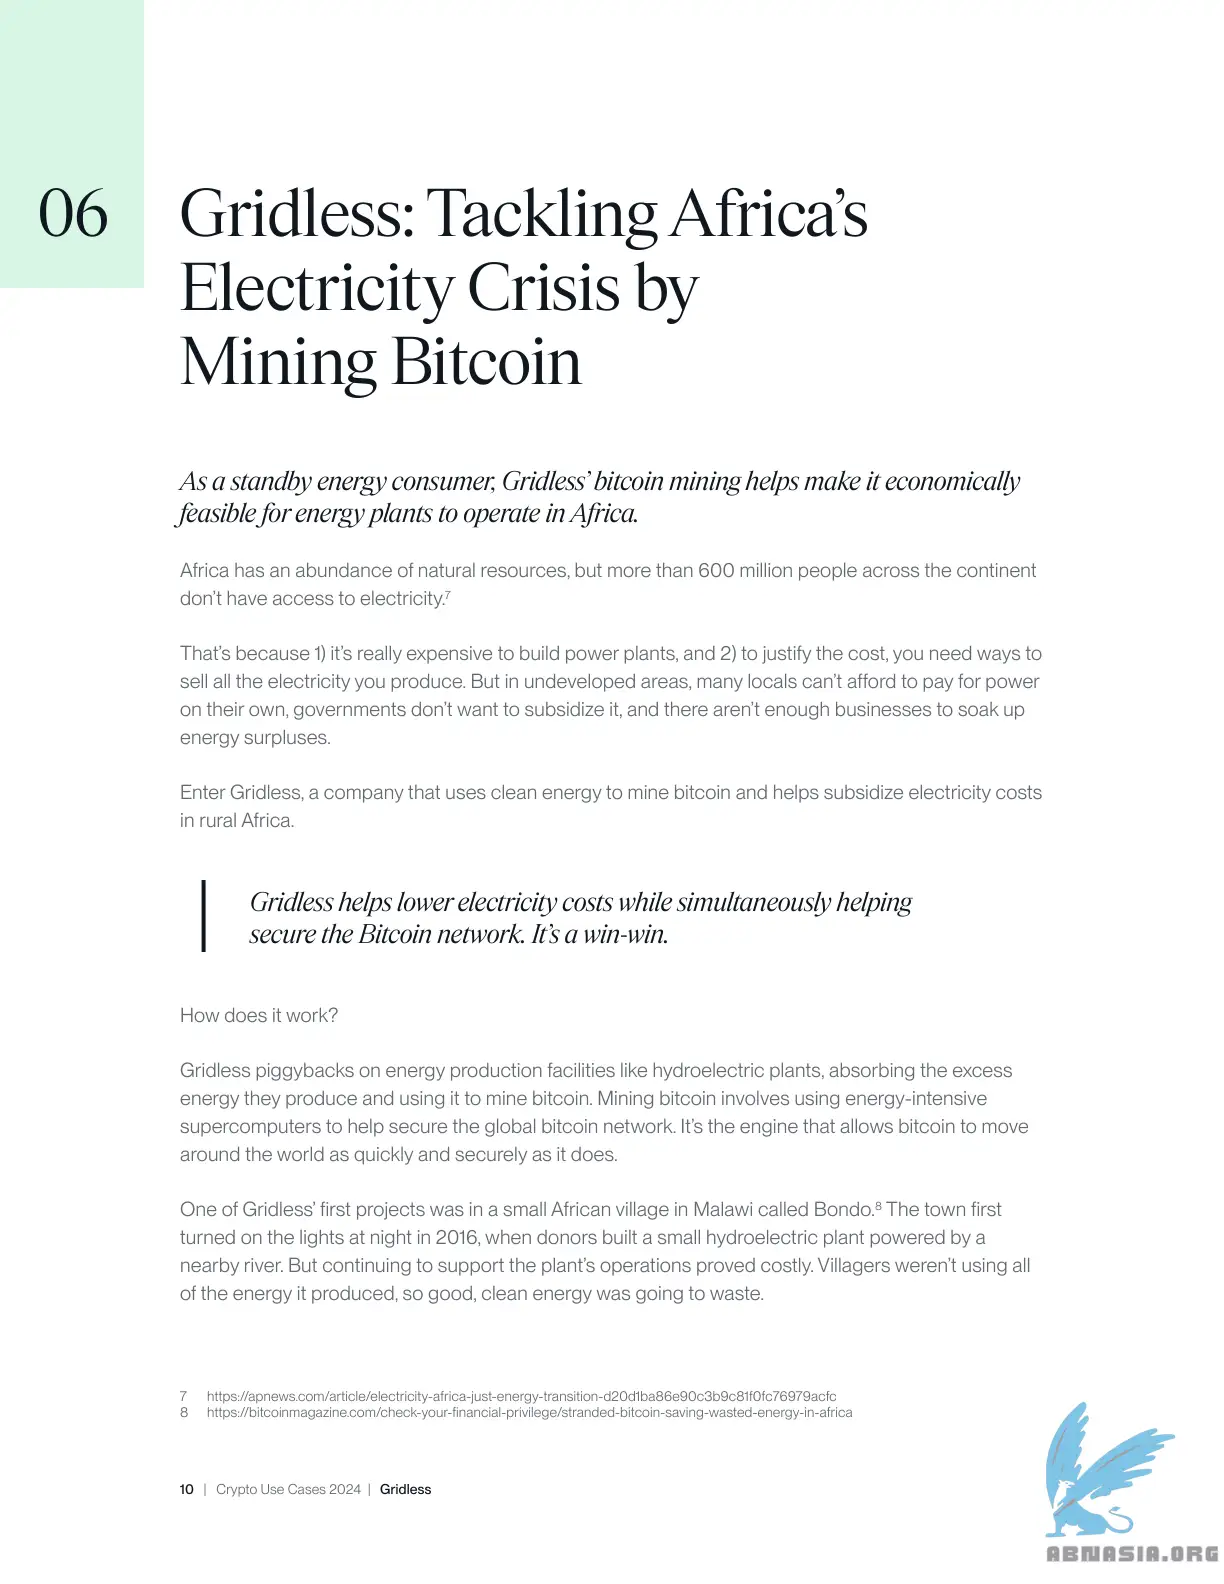 06
Gridless: Tackling Africa’s
Electricity Crisis by
Mining Bitcoin
As a standby energy consumer, Gridless’ bitcoin mining helps make it economically
feasible for energy plants to operate in Africa.
Africa has an abundance of natural resources, but more than 600 million people across the continent
don’t have access to electricity.7
That’s because 1) it’s really expensive to build power plants, and 2) to justify the cost, you need ways to
sell all the electricity you produce. But in undeveloped areas, many locals can’t afford to pay for power
on their own, governments don’t want to subsidize it, and there aren’t enough businesses to soak up
energy surpluses.
Enter Gridless, a company that uses clean energy to mine bitcoin and helps subsidize electricity costs
in rural Africa.
Gridless helps lower electricity costs while simultaneously helping
secure the Bitcoin network. It’s a win-win.
How does it work?
Gridless piggybacks on energy production facilities like hydroelectric plants, absorbing the excess
energy they produce and using it to mine bitcoin. Mining bitcoin involves using energy-intensive
supercomputers to help secure the global bitcoin network. It’s the engine that allows bitcoin to move
around the world as quickly and securely as it does.
One of Gridless’ first projects was in a small African village in Malawi called Bondo.8 The town first
turned on the lights at night in 2016, when donors built a small hydroelectric plant powered by a
nearby river. But continuing to support the plant’s operations proved costly. Villagers weren’t using all
of the energy it produced, so good, clean energy was going to waste.
7 https://apnews.com/article/electricity-africa-just-energy-transition-d20d1ba86e90c3b9c81f0fc76979acfc
8 https://bitcoinmagazine.com/check-your-financial-privilege/stranded-bitcoin-saving-wasted-energy-in-africa
10 | Crypto Use Cases 2024 | Gridless
ABNASIA.ORG